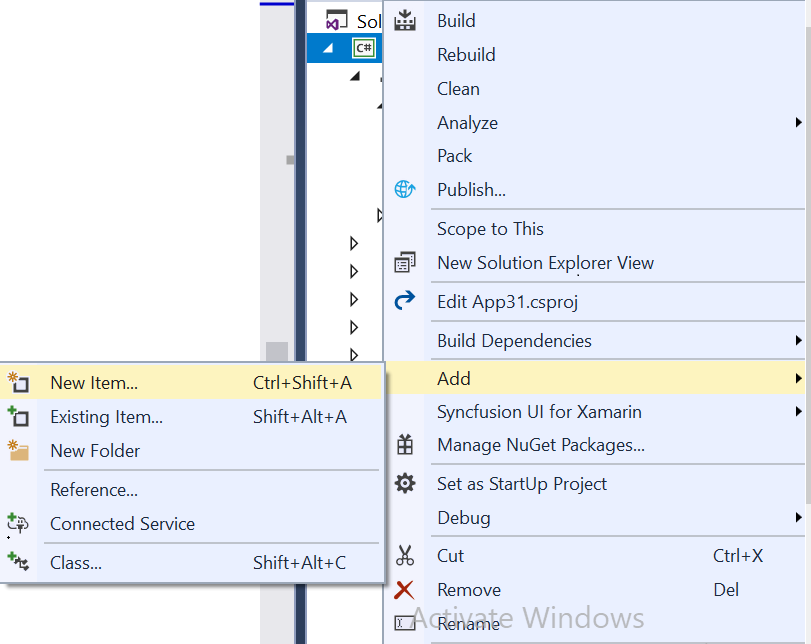 Sol
C#
Build
Rebuild
Clean
Analyze
Pack
Publish...
Scope to This
New Solution Explorer View
Edit App31.csproj
Build Dependencies
Add
Syncfusion UI for Xamarin
Manage NuGet Packages...
Set as StartUp Project
Debug
Cut Ctrl+X
Remove Del
Rename
Activate Windows
New Item... Ctrl+Shift+A
Existing Item... Shift+Alt+A
New Folder
Reference...
Connected Service
Class... Shift+Alt+C